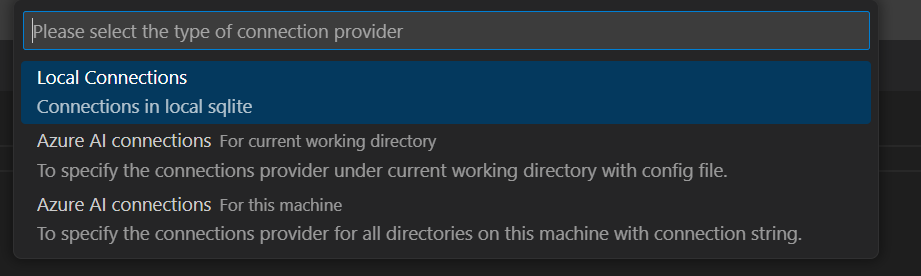 Please select the type of connection provider
Local Connections
Connections in local sqlite
Azure AI connections For current working directory
To specify the connections provider under current working directory with config file.
Azure AI connections For this machine
To specify the connections provider for all directories on this machine with connection string.